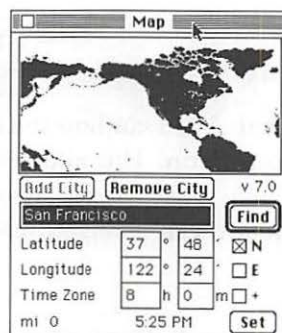 Map
Add City Remove City v 7.0
San Francisco Find
Latitude 37 ° 48 ′ N
Longitude 122 ° 24 ′ E
Time Zone 8 h 0 m +
mi 0 5:25 PM Set